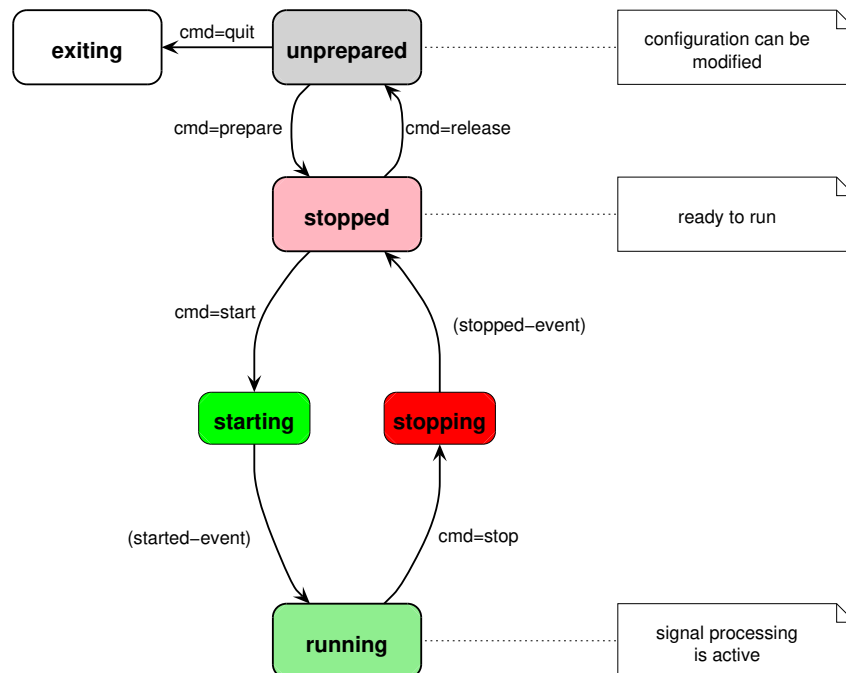 exiting
cmd=quit
unprepared
configuration can be
modified
cmd=prepare
cmd=release
stopped
ready to run
cmd=start
(stopped−event)
starting
stopping
(started−event)
cmd=stop
running
signal processing
is active